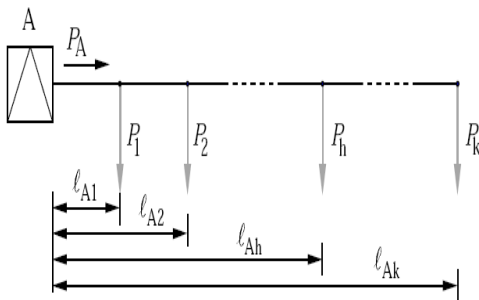 A
P_A
P_1 P_2 P_h P_k
ℓ_A1
ℓ_A2
ℓ_Ah
ℓ_Ak